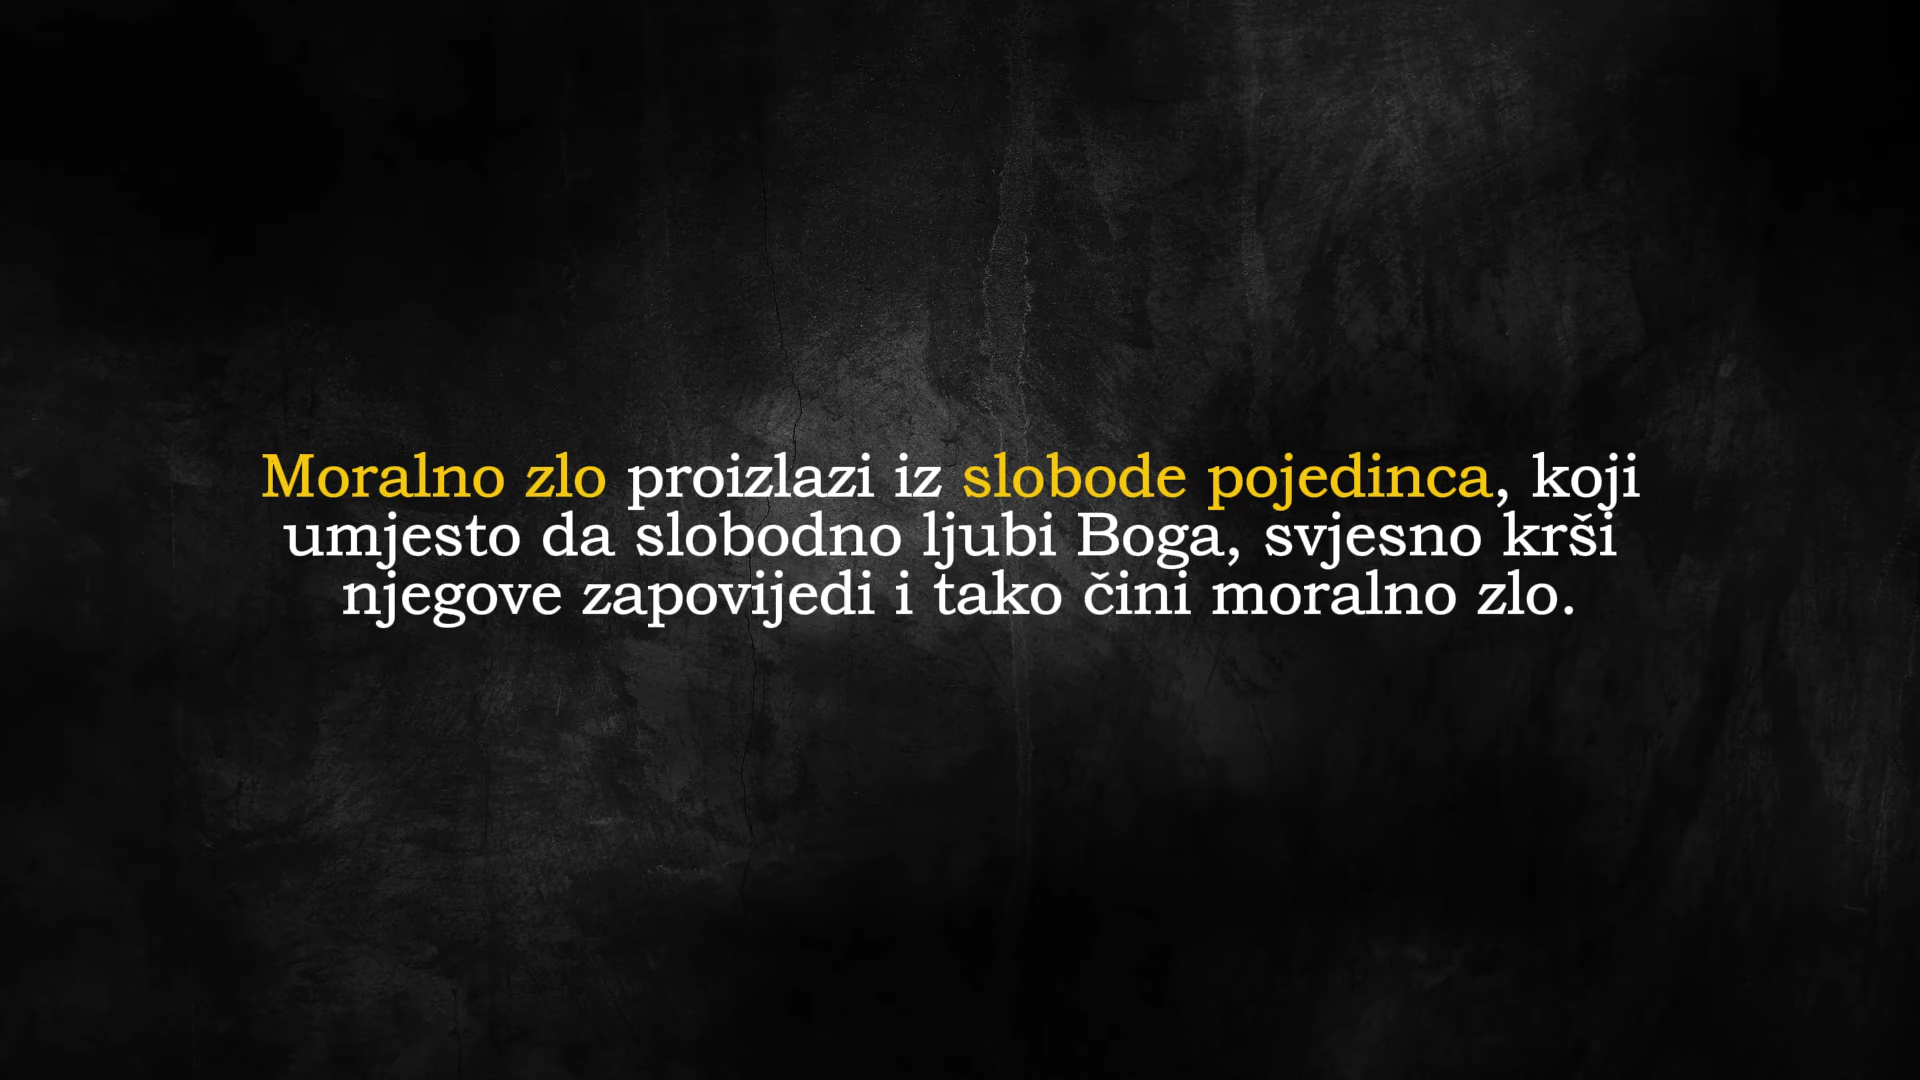 Moralno zlo proizlazi iz slobode pojedinca, koji
umjesto da slobodno ljubi Boga, svjesno krši
njegove zapovijedi i tako čini moralno zlo.